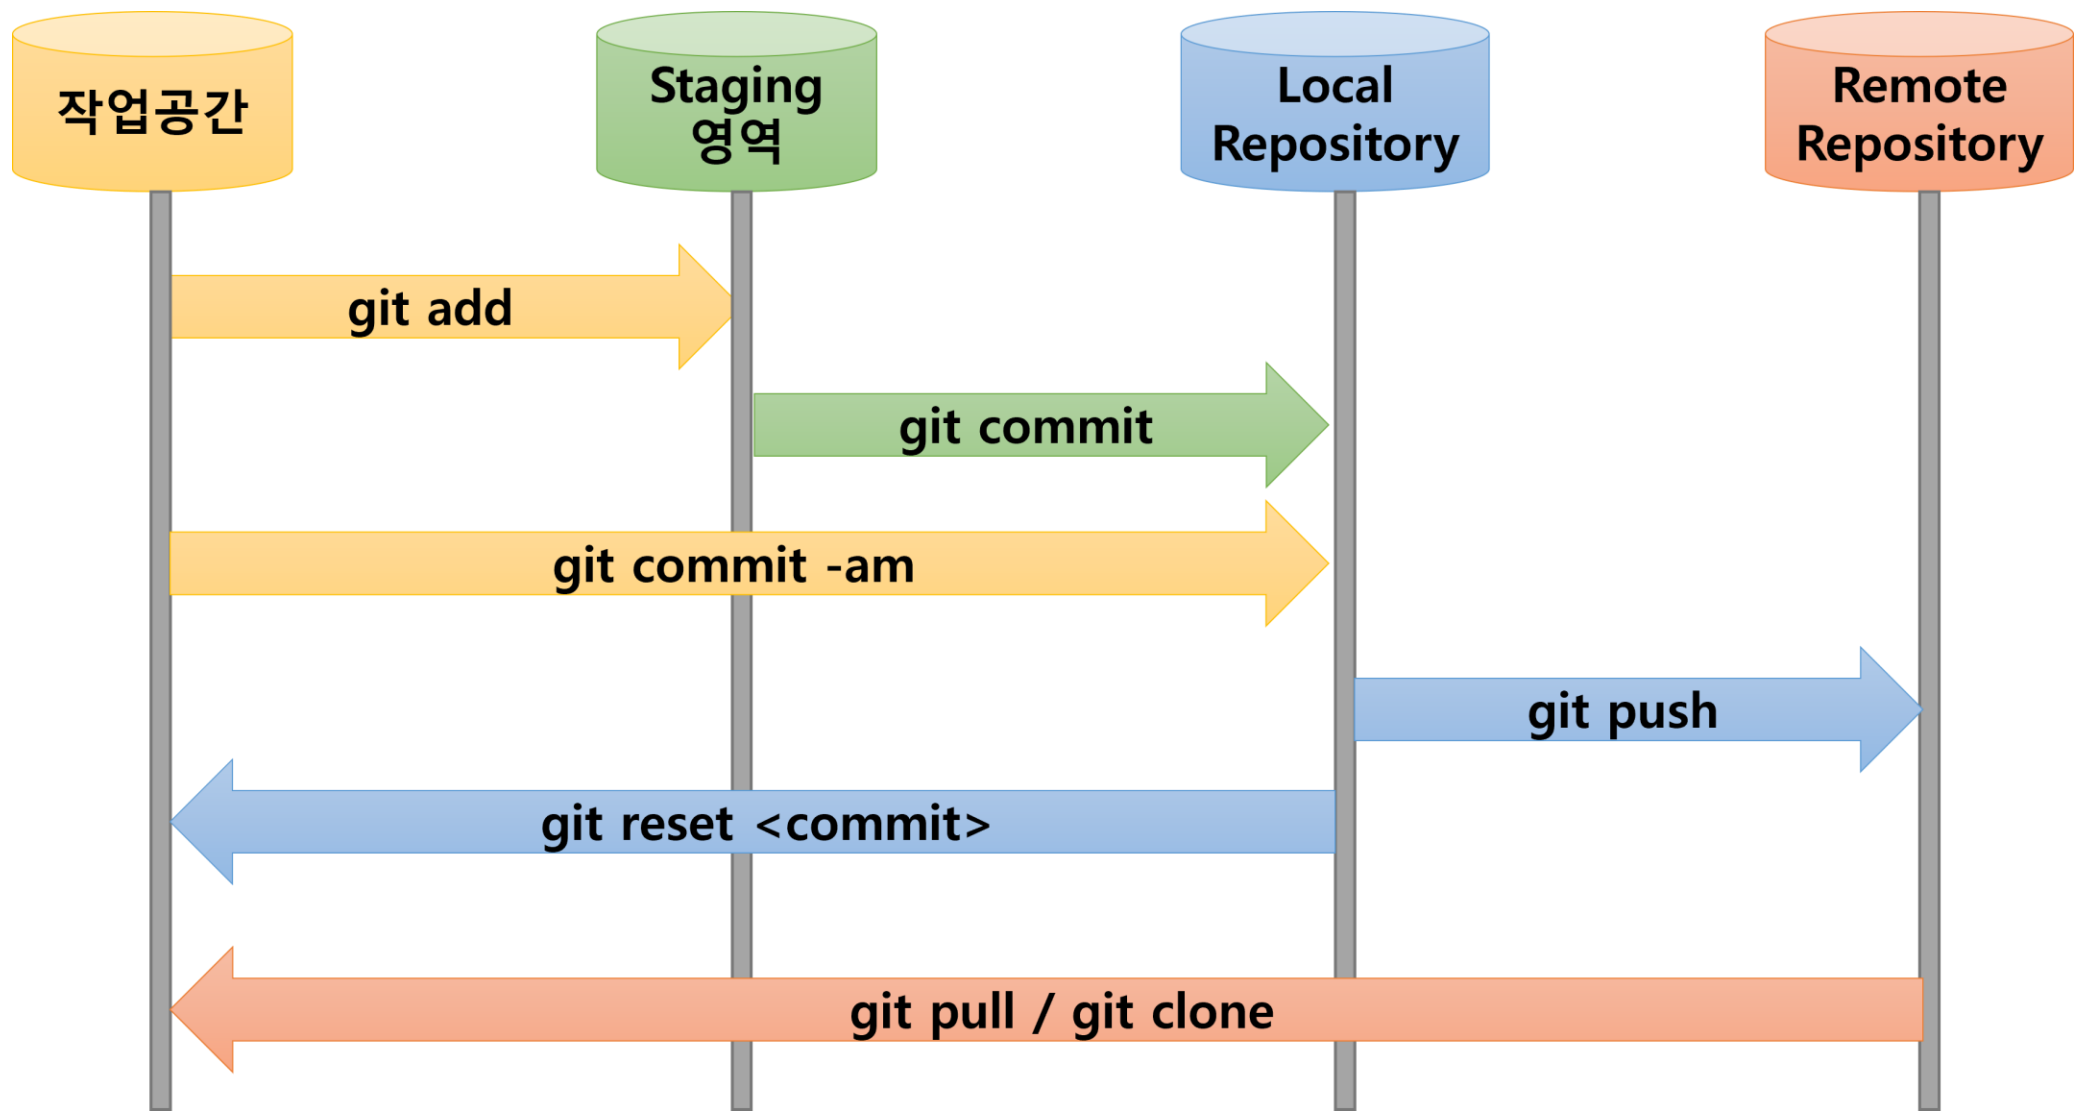 작업공간
Staging
영역
Local
Repository
Remote
Repository
git add
git commit
git commit -am
git push
git reset <commit>
git pull / git clone